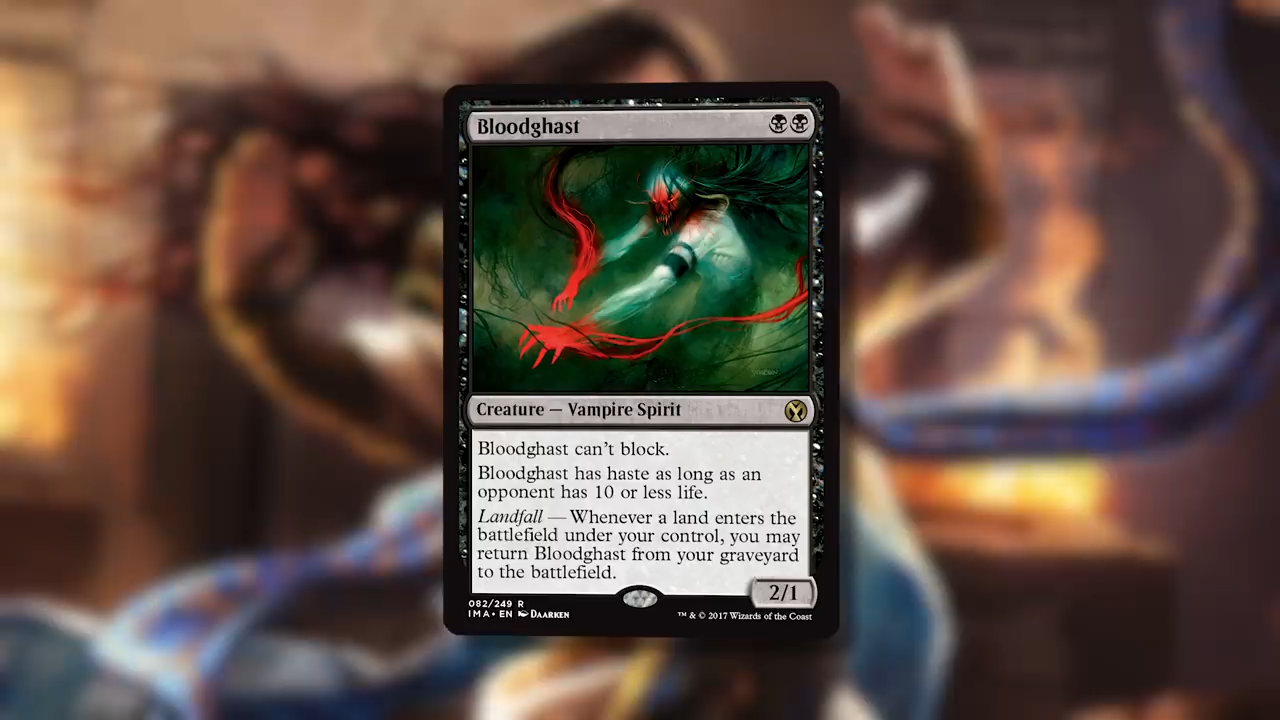 Bloodghast
Creature — Vampire Spirit
Bloodghast can't block.
Bloodghast has haste as long as an
opponent has 10 or less life.
Landfall — Whenever a land enters the
battlefield under your control, you may
return Bloodghast from your graveyard
to the battlefield.
2/1
082/249 R
IMA • EN Daarken
™ & © 2017 Wizards of the Coast